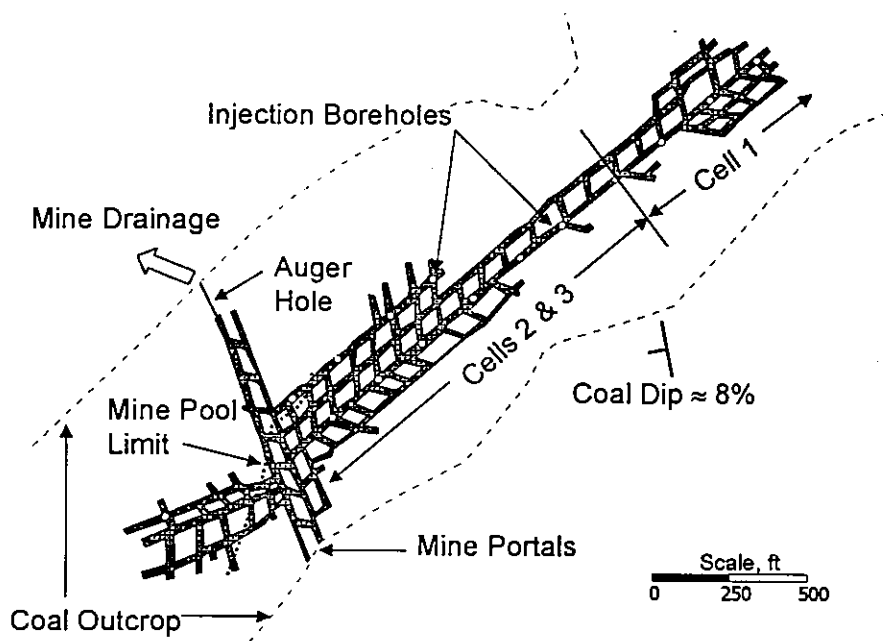 Injection
Boreholes
Cell 1
Mine Drainage
Auger
Hole
Cells 2 & 3
Coal Dip ≈ 8%
Mine Pool
Limit
Mine Portals
Scale, ft
0 250 500
Coal Outcrop